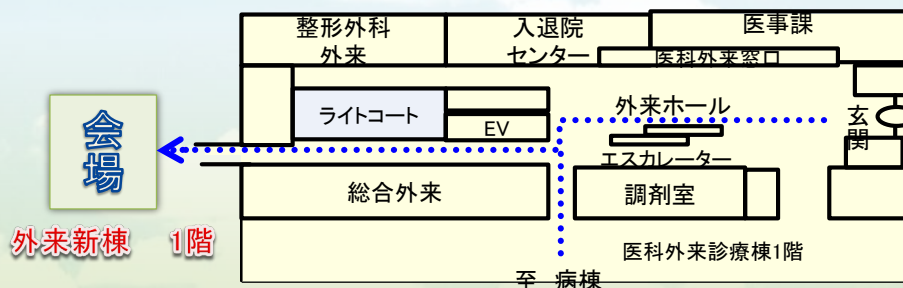 整形外科
外来
入退院
センター
医事課
医科外来窓口
ライトコート
EV
外来ホール
エスカレーター
玄関
会場
総合外来
調剤室
外来新棟　1階
医科外来診療棟1階
至　病棟